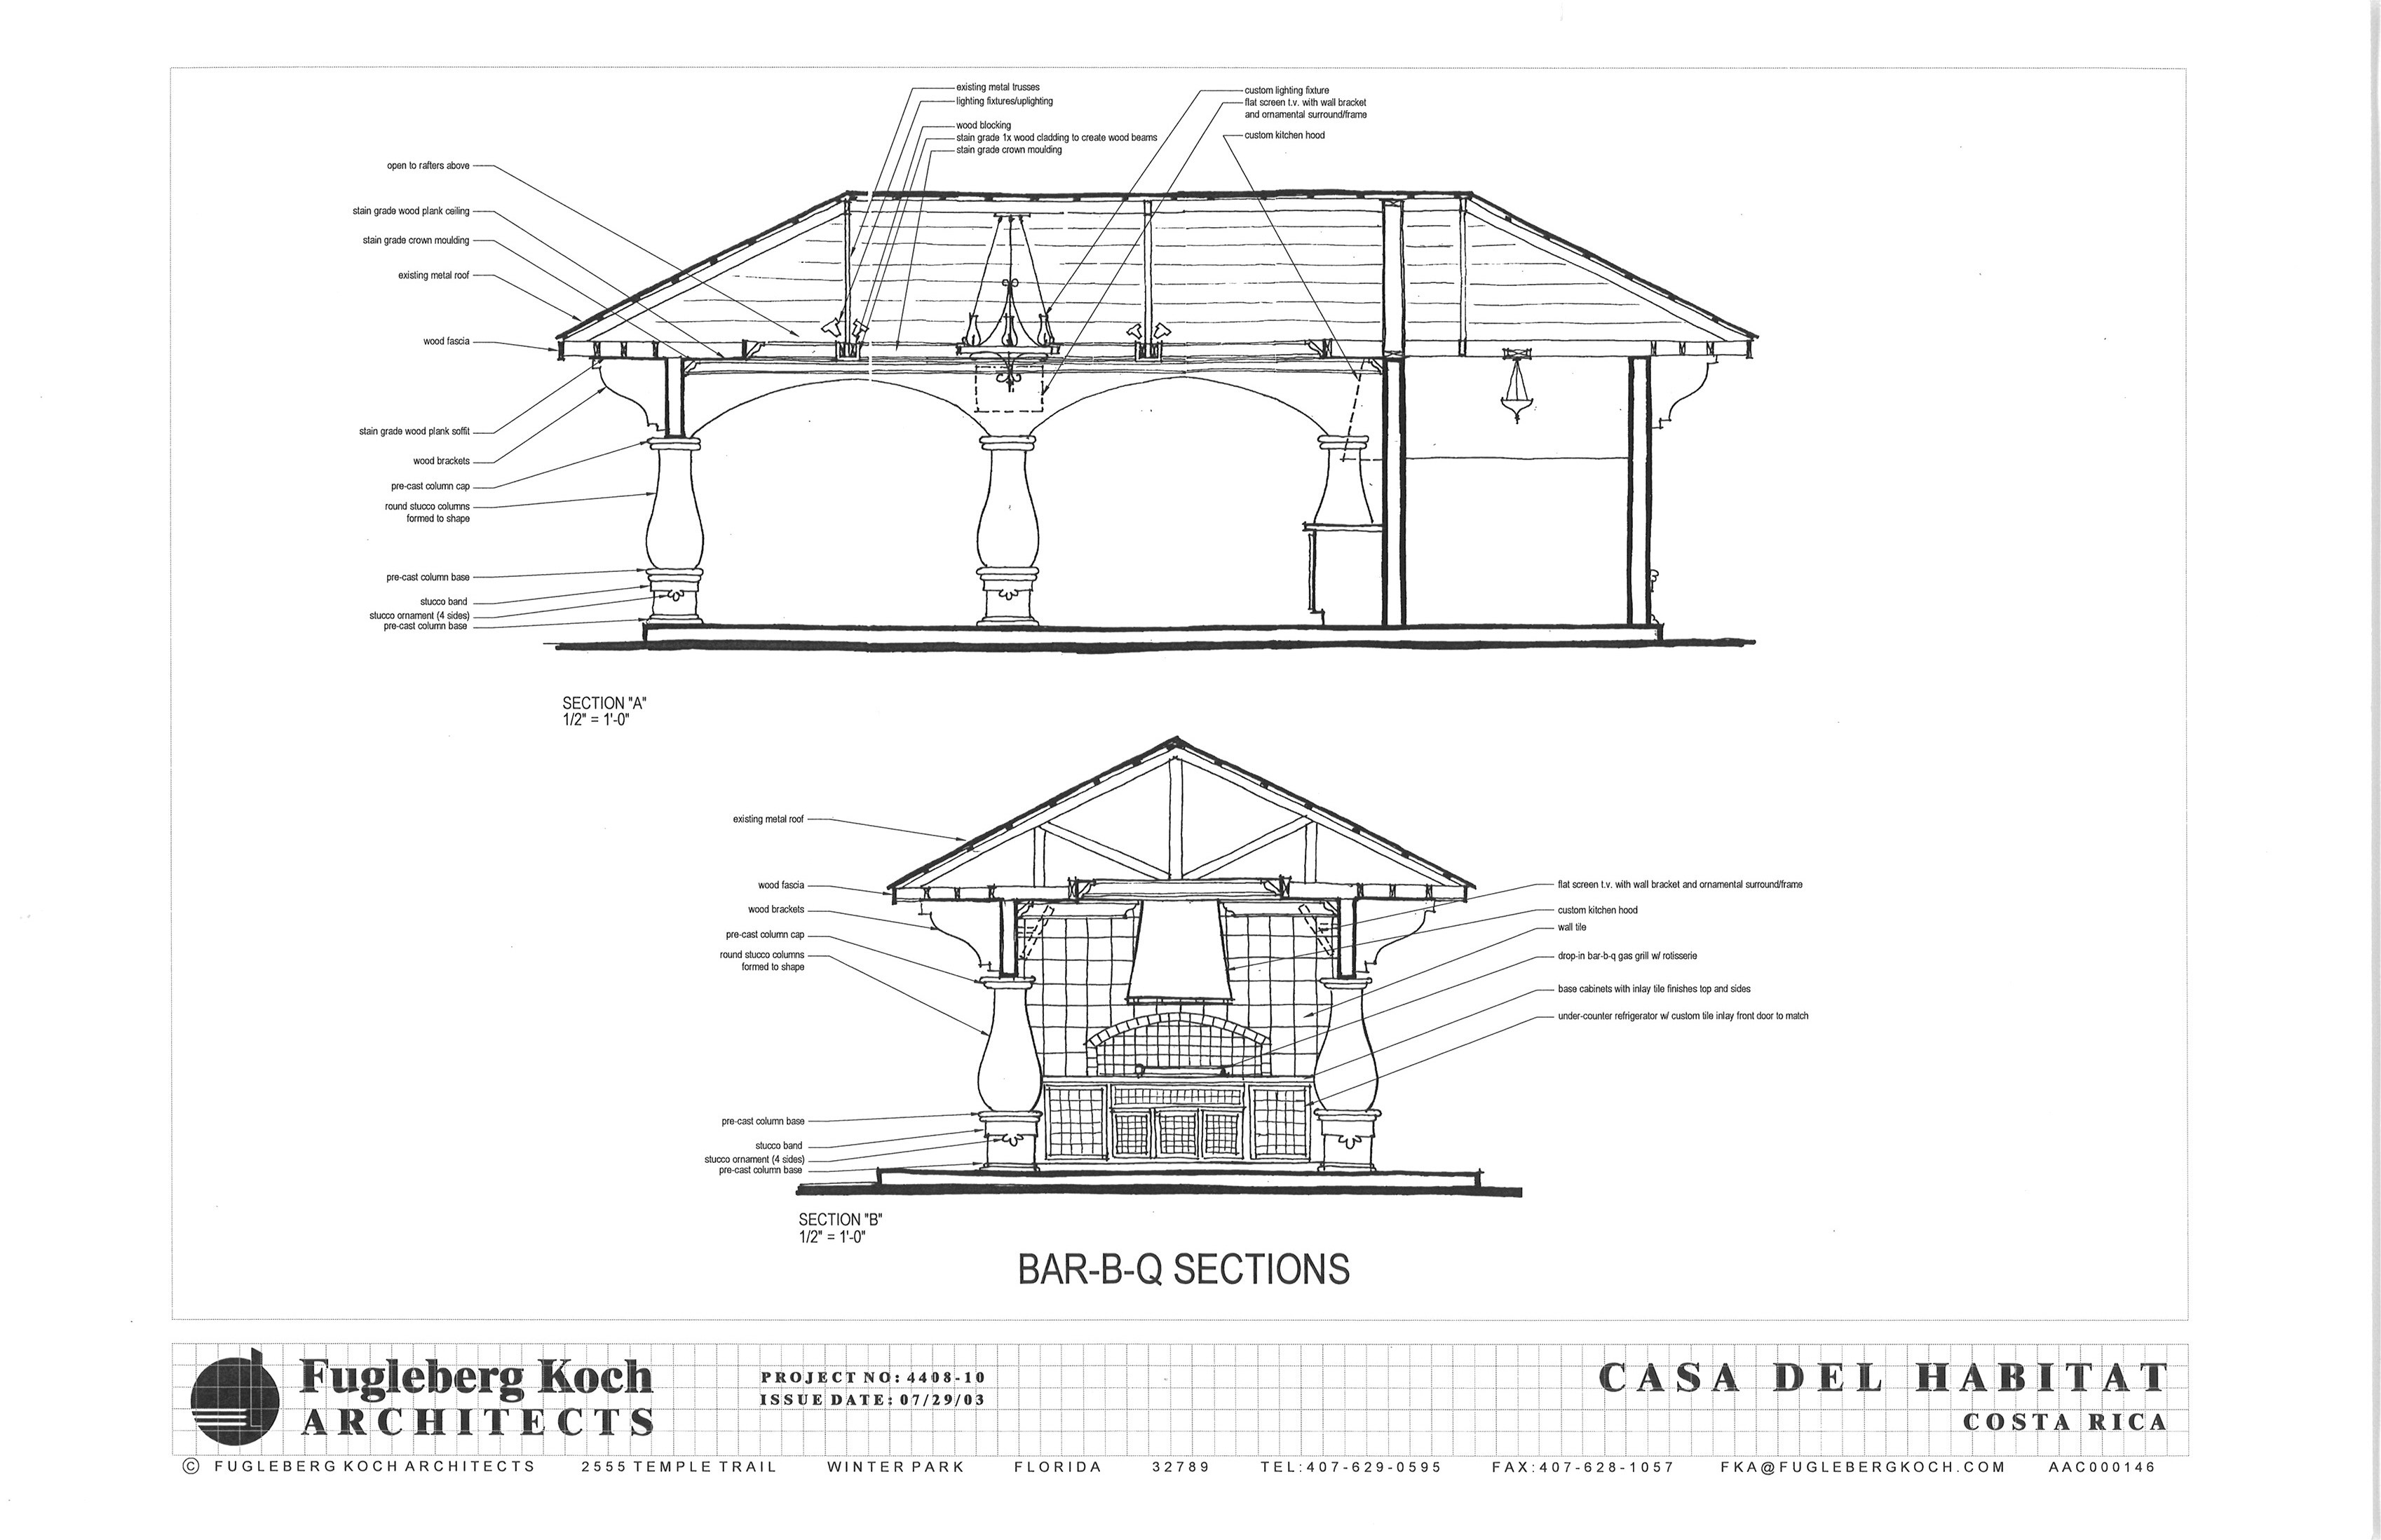 existing metal trusses
lighting fixtures/uplighting
wood blocking
stain grade 1x wood cladding to create wood beams
stain grade crown moulding
custom lighting fixture
flat screen t.v. with wall bracket
and ornamental surround/frame
custom kitchen hood
open to rafters above
stain grade wood plank ceiling
stain grade crown moulding
existing metal roof
wood fascia
stain grade wood plank soffit
wood brackets
pre-cast column cap
round stucco columns
formed to shape
pre-cast column base
stucco band
stucco ornament (4 sides)
pre-cast column base
SECTION "A"
1/2" = 1'-0"
existing metal roof
wood fascia
wood brackets
pre-cast column cap
round stucco columns
formed to shape
pre-cast column base
stucco band
stucco ornament (4 sides)
pre-cast column base
flat screen t.v. with wall bracket and ornamental surround/frame
custom kitchen hood
wall tile
drop-in bar-b-q gas grill w/ rotisserie
base cabinets with inlay tile finishes top and sides
under-counter refrigerator w/ custom tile inlay front door to match
SECTION "B"
1/2" = 1'-0"
BAR-B-Q SECTIONS
Fugleberg Koch
ARCHITECTS
PROJECT NO: 4408-10
ISSUE DATE: 07/29/03
CASA DEL HABITAT
COSTA RICA
© FUGLEBERG KOCH ARCHITECTS 2555 TEMPLE TRAIL WINTER PARK FLORIDA 32789 TEL:407-629-0595 FAX:407-628-1057 FKA@FUGLEBERGKOCH.COM AAC000146